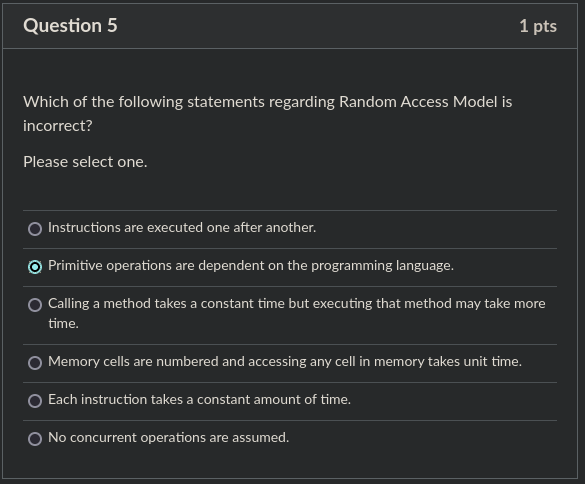 Question 5
1 pts
Which of the following statements regarding Random Access Model is
incorrect?
Please select one.
Instructions are executed one after another.
Primitive operations are dependent on the programming language.
Calling a method takes a constant time but executing that method may take more
time.
Memory cells are numbered and accessing any cell in memory takes unit time.
Each instruction takes a constant amount of time.
No concurrent operations are assumed.